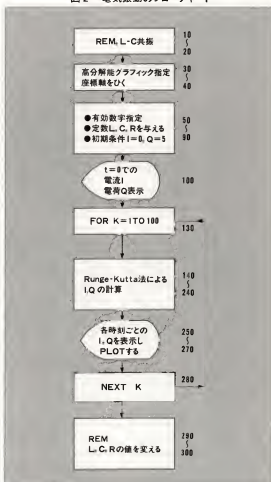 図2 電気振動のフローチャート
REM, L-C共振
10
〜
20
高分解能グラフィック指定
座標軸をひく
30
〜
40
●有効数字指定
●定数L, C, Rを与える
●初期条件 I=0, Q=5
50
〜
90
t=0での
電流I
電荷Q表示
100
FOR K=1TO100
130
Runge-Kutta法による
I,Qの計算
140
〜
240
各時刻ごとの
I, Qを表示し
PLOTする
250
〜
270
NEXT K
280
REM
L, C, Rの値を変える
290
〜
300